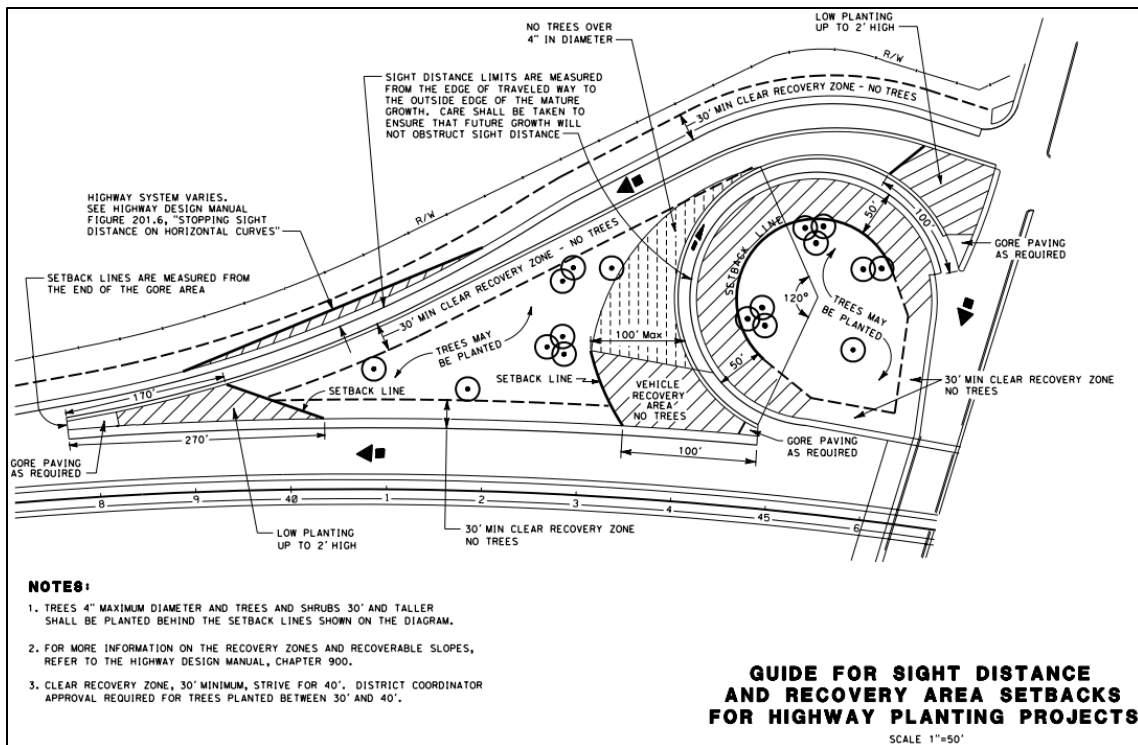 NO TREES OVER
4" IN DIAMETER
LOW PLANTING
UP TO 2' HIGH
R/W
SIGHT DISTANCE LIMITS ARE MEASURED
FROM THE EDGE OF TRAVELED WAY TO
THE OUTSIDE EDGE OF THE MATURE
GROWTH. CARE SHALL BE TAKEN TO
ENSURE THAT FUTURE GROWTH WILL
NOT OBSTRUCT SIGHT DISTANCE
30' MIN CLEAR RECOVERY ZONE - NO TREES
HIGHWAY SYSTEM VARIES.
SEE HIGHWAY DESIGN MANUAL
FIGURE 201.6, "STOPPING SIGHT
DISTANCE ON HORIZONTAL CURVES"
R/W
50'
100'
SETBACK LINE
GORE PAVING
AS REQUIRED
SETBACK LINES ARE MEASURED FROM
THE END OF THE GORE AREA
30' MIN CLEAR RECOVERY ZONE - NO TREES
120°
TREES MAY
BE PLANTED
TREES MAY
BE PLANTED
100' Max
50'
170'
SETBACK LINE
SETBACK LINE
VEHICLE
RECOVERY
AREA
NO TREES
30' MIN CLEAR RECOVERY ZONE
NO TREES
270'
GORE PAVING
AS REQUIRED
100'
GORE PAVING
AS REQUIRED
8 9 40 1 2 3 4 45 6
LOW PLANTING
UP TO 2' HIGH
30' MIN CLEAR RECOVERY ZONE
NO TREES
NOTES:
1. TREES 4" MAXIMUM DIAMETER AND TREES AND SHRUBS 30' AND TALLER
SHALL BE PLANTED BEHIND THE SETBACK LINES SHOWN ON THE DIAGRAM.
2. FOR MORE INFORMATION ON THE RECOVERY ZONES AND RECOVERABLE SLOPES,
REFER TO THE HIGHWAY DESIGN MANUAL, CHAPTER 900.
3. CLEAR RECOVERY ZONE, 30' MINIMUM, STRIVE FOR 40'. DISTRICT COORDINATOR
APPROVAL REQUIRED FOR TREES PLANTED BETWEEN 30' AND 40'.
GUIDE FOR SIGHT DISTANCE
AND RECOVERY AREA SETBACKS
FOR HIGHWAY PLANTING PROJECTS
SCALE 1"=50'